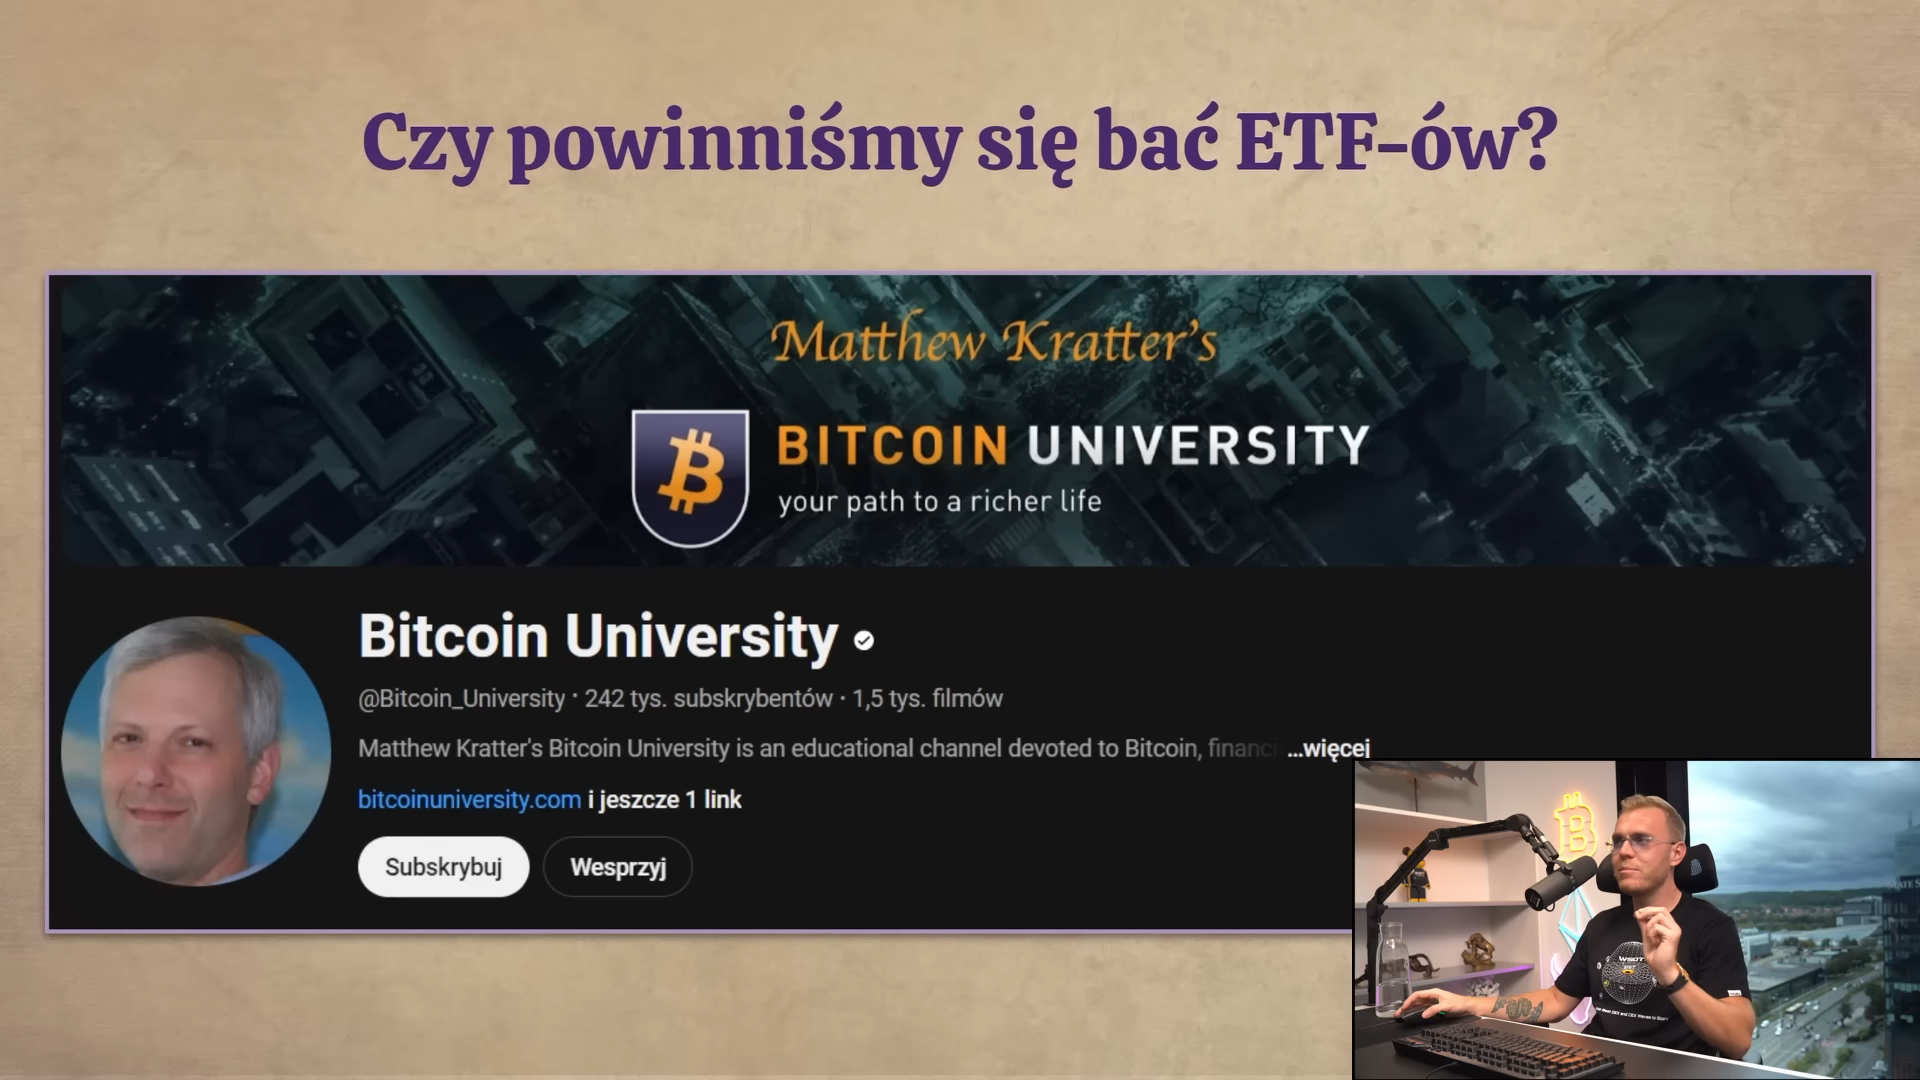 Czy powinniśmy się bać ETF-ów?
Matthew Kratter's
BITCOIN UNIVERSITY
your path to a richer life
Bitcoin University
@Bitcoin_University · 242 tys. subskrybentów · 1,5 tys. filmów
Matthew Kratter's Bitcoin University is an educational channel devoted to Bitcoin, ...więcej
bitcoinuniversity.com i jeszcze 1 link
Subskrybuj
Wesprzyj